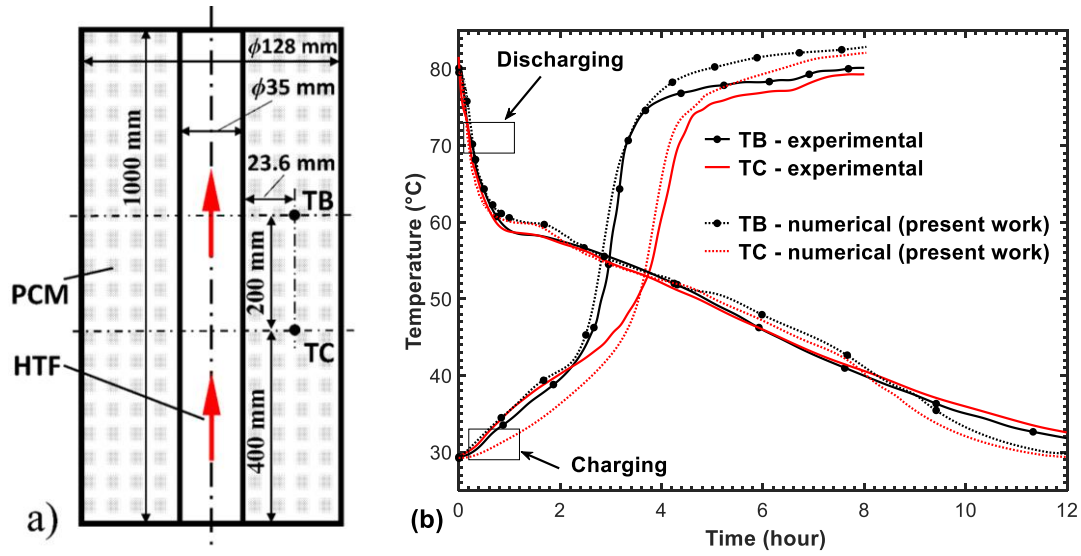 ϕ128 mm
ϕ35 mm
23.6 mm
1000 mm
TB
200 mm
PCM
TC
HTF
400 mm
a)
Discharging
TB - experimental
TC - experimental
TB - numerical (present work)
TC - numerical (present work)
Charging
Temperature (°C)
80
70
60
50
40
30
0
2
4
6
8
10
12
Time (hour)
(b)